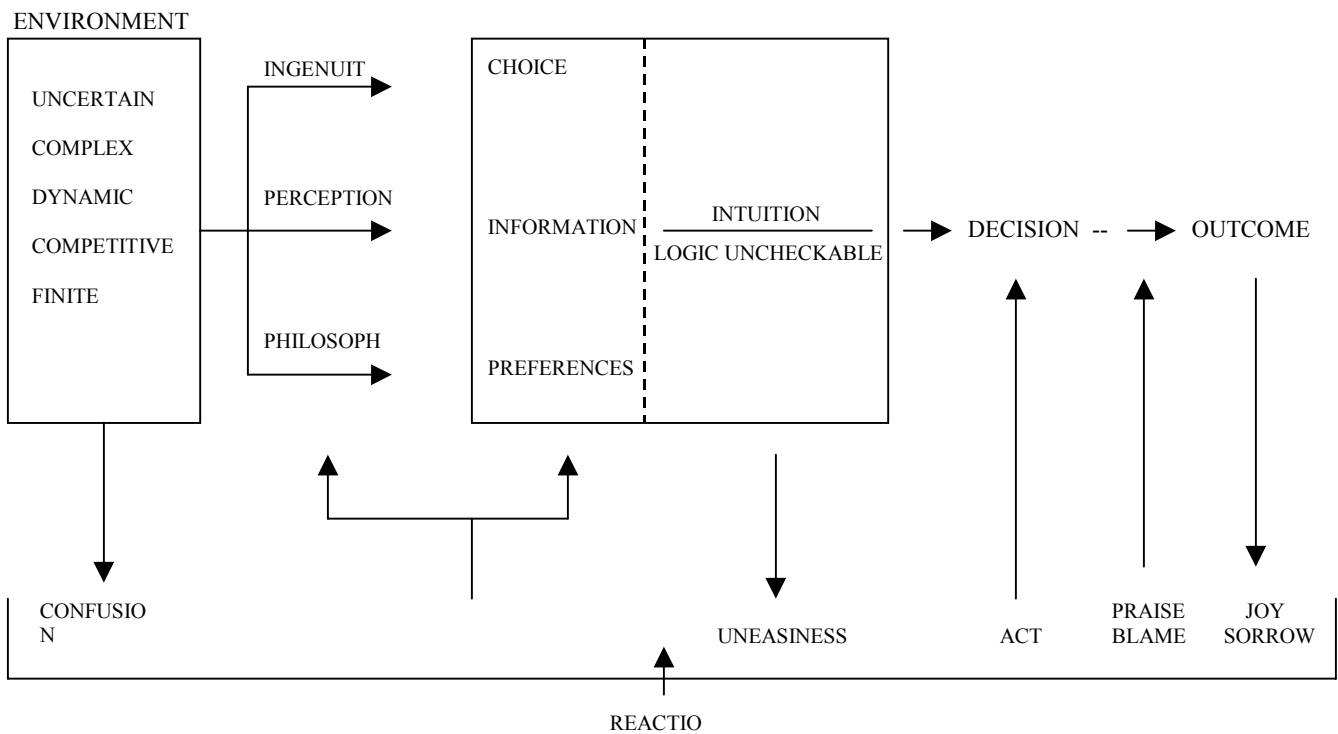 ENVIRONMENT
UNCERTAIN
COMPLEX
DYNAMIC
COMPETITIVE
FINITE
INGENUIT
PERCEPTION
PHILOSOPH
CHOICE
INFORMATION
PREFERENCES
INTUITION
LOGIC UNCHECKABLE
DECISION --
OUTCOME
CONFUSIO
N
UNEASINESS
ACT
PRAISE
BLAME
JOY
SORROW
REACTIO